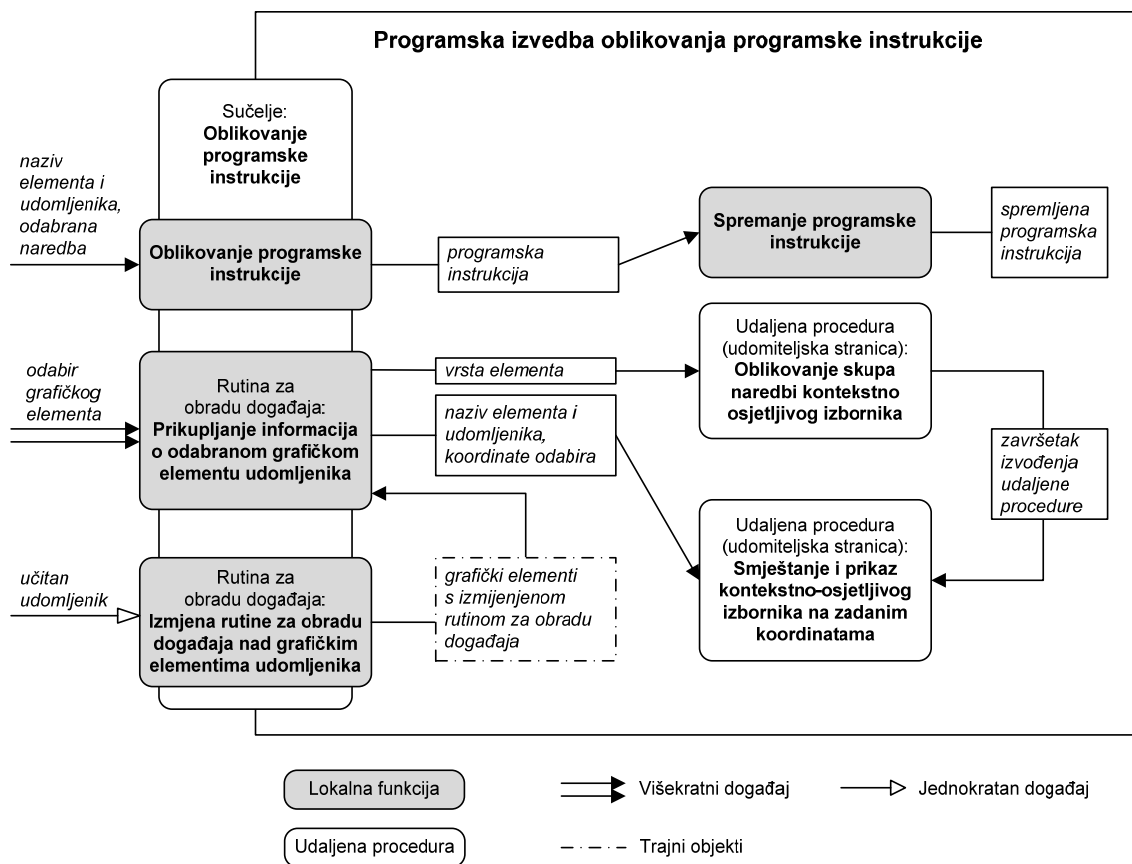 Programska izvedba oblikovanja programske instrukcije
Sučelje:
Oblikovanje
programske
instrukcije
naziv
elementa i
udomljenika,
odabrana
naredba
Oblikovanje programske
instrukcije
programska
instrukcija
Spremanje programske
instrukcije
spremljena
programska
instrukcija
odabir
grafičkog
elementa
Rutina za
obradu događaja:
Prikupljanje informacija
o odabranom grafičkom
elementu udomljenika
vrsta elementa
naziv elementa i
udomljenika,
koordinate odabira
Udaljena procedura
(udomiteljska stranica):
Oblikovanje skupa
naredbi kontekstno
osjetljivog izbornika
završetak
izvođenja
udaljene
procedure
učitan
udomljenik
Rutina za
obradu događaja:
Izmjena rutine za obradu
događaja nad grafičkim
elementima udomljenika
grafički elementi
s izmijenjenom
rutinom za obradu
događaja
Udaljena procedura
(udomiteljska stranica):
Smještanje i prikaz
kontekstno-osjetljivog
izbornika na zadanim
koordinatama
Lokalna funkcija
Višekratni događaj
Jednokratan događaj
Udaljena procedura
Trajni objekti